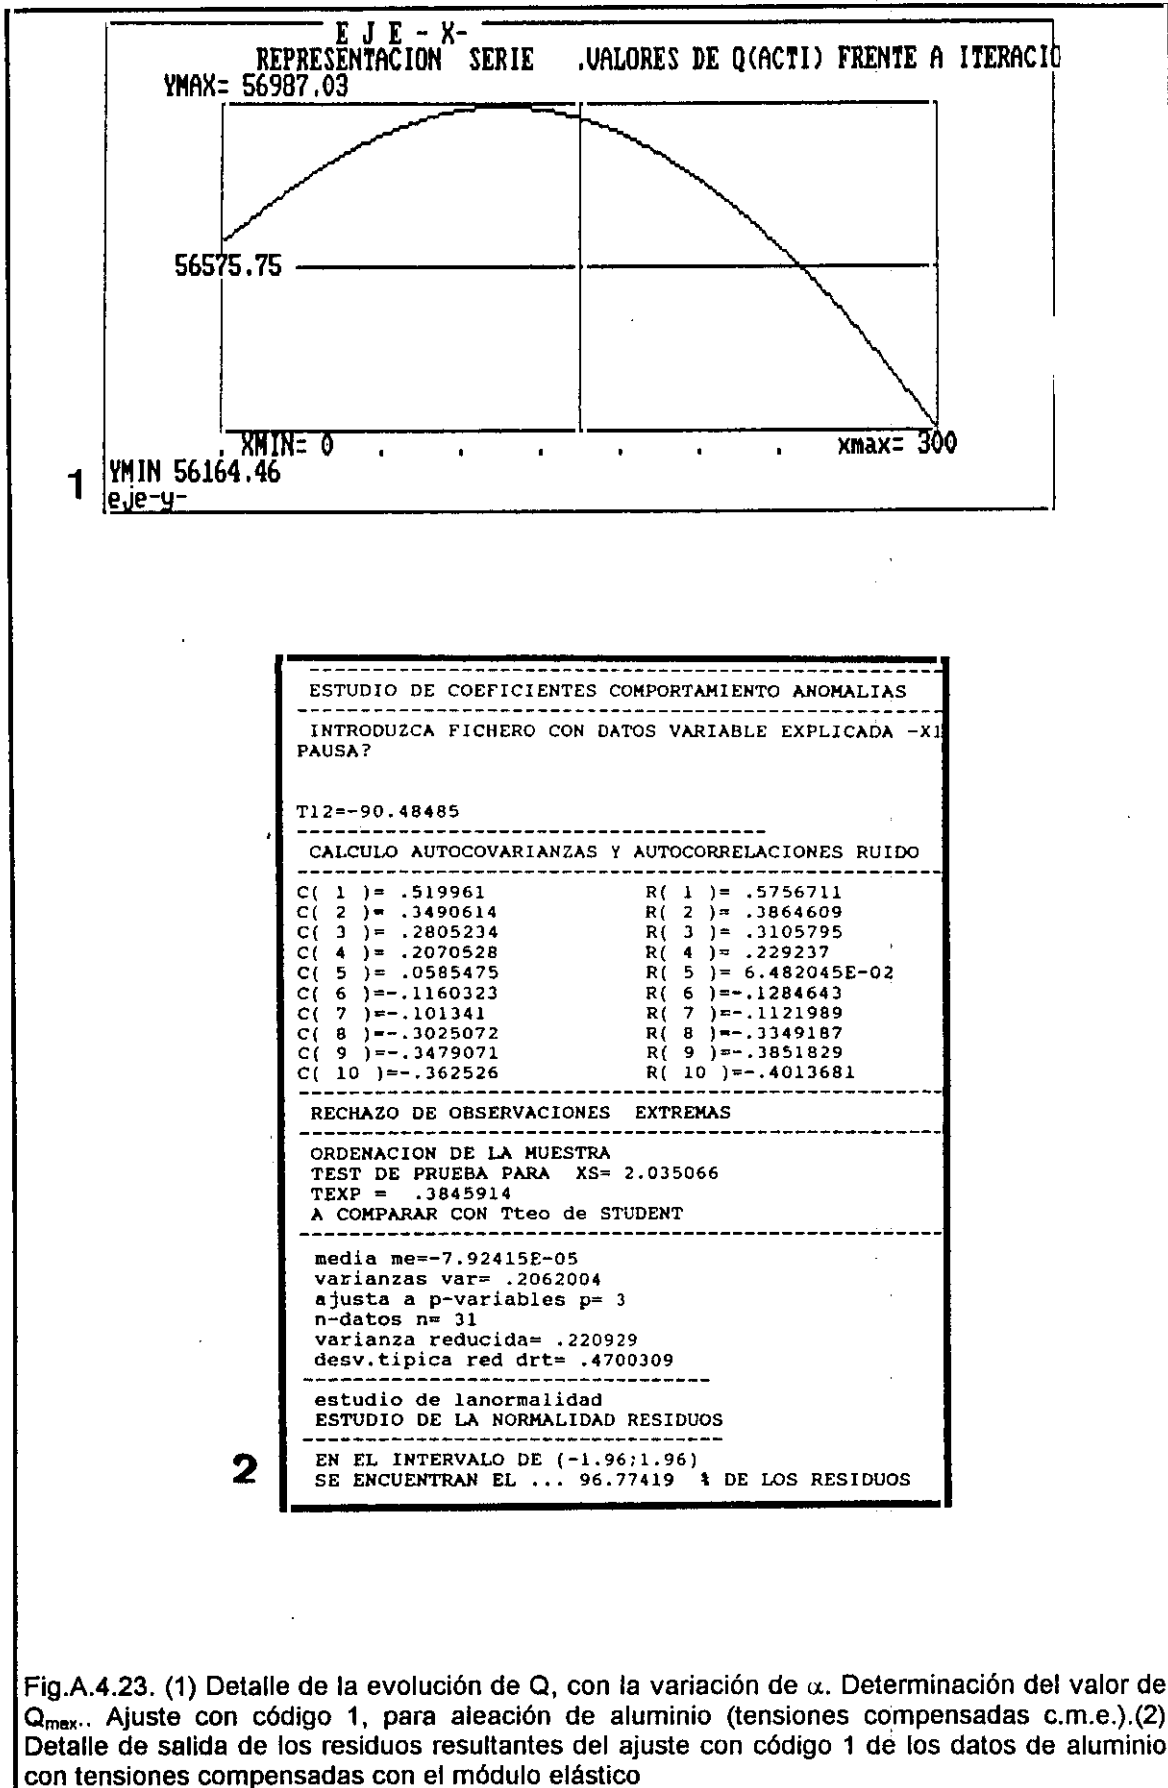 E J E - X-
REPRESENTACION SERIE .VALORES DE Q(ACTI) FRENTE A ITERACIO
YMAX= 56987.03
56575.75
XMIN= 0 xmax= 300
YMIN 56164.46
1
eje-y-
ESTUDIO DE COEFICIENTES COMPORTAMIENTO ANOMALIAS
INTRODUZCA FICHERO CON DATOS VARIABLE EXPLICADA -X1
PAUSA?
T12=-90.48485
CALCULO AUTOCOVARIANZAS Y AUTOCORRELACIONES RUIDO
C( 1 )= .519961 R( 1 )= .5756711
C( 2 )= .3490614 R( 2 )= .3864609
C( 3 )= .2805234 R( 3 )= .3105795
C( 4 )= .2070528 R( 4 )= .229237
C( 5 )= .0585475 R( 5 )= 6.482045E-02
C( 6 )=-.1160323 R( 6 )=-.1284643
C( 7 )=-.101341 R( 7 )=-.1121989
C( 8 )=-.3025072 R( 8 )=-.3349187
C( 9 )=-.3479071 R( 9 )=-.3851829
C( 10 )=-.362526 R( 10 )=-.4013681
RECHAZO DE OBSERVACIONES EXTREMAS
ORDENACION DE LA MUESTRA
TEST DE PRUEBA PARA XS= 2.035066
TEXP = .3845914
A COMPARAR CON Tteo de STUDENT
media me=-7.92415E-05
varianzas var= .2062004
ajusta a p-variables p= 3
n-datos n= 31
varianza reducida= .220929
desv.tipica red drt= .4700309
estudio de lanormalidad
ESTUDIO DE LA NORMALIDAD RESIDUOS
2
EN EL INTERVALO DE (-1.96;1.96)
SE ENCUENTRAN EL ... 96.77419 % DE LOS RESIDUOS
Fig.A.4.23. (1) Detalle de la evolución de Q, con la variación de α. Determinación del valor de
Qmax.. Ajuste con código 1, para aleación de aluminio (tensiones compensadas c.m.e.).(2)
Detalle de salida de los residuos resultantes del ajuste con código 1 de los datos de aluminio
con tensiones compensadas con el módulo elástico